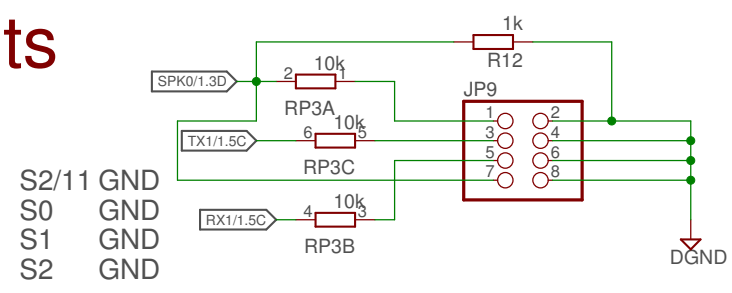 ts
1k
R12
SPK0/1.3D
2
10k
1
RP3A
JP9
1
2
TX1/1.5C
6
10k
5
3
4
RP3C
5
6
7
8
RX1/1.5C
4
10k
3
RP3B
DGND
S2/11 GND
S0 GND
S1 GND
S2 GND